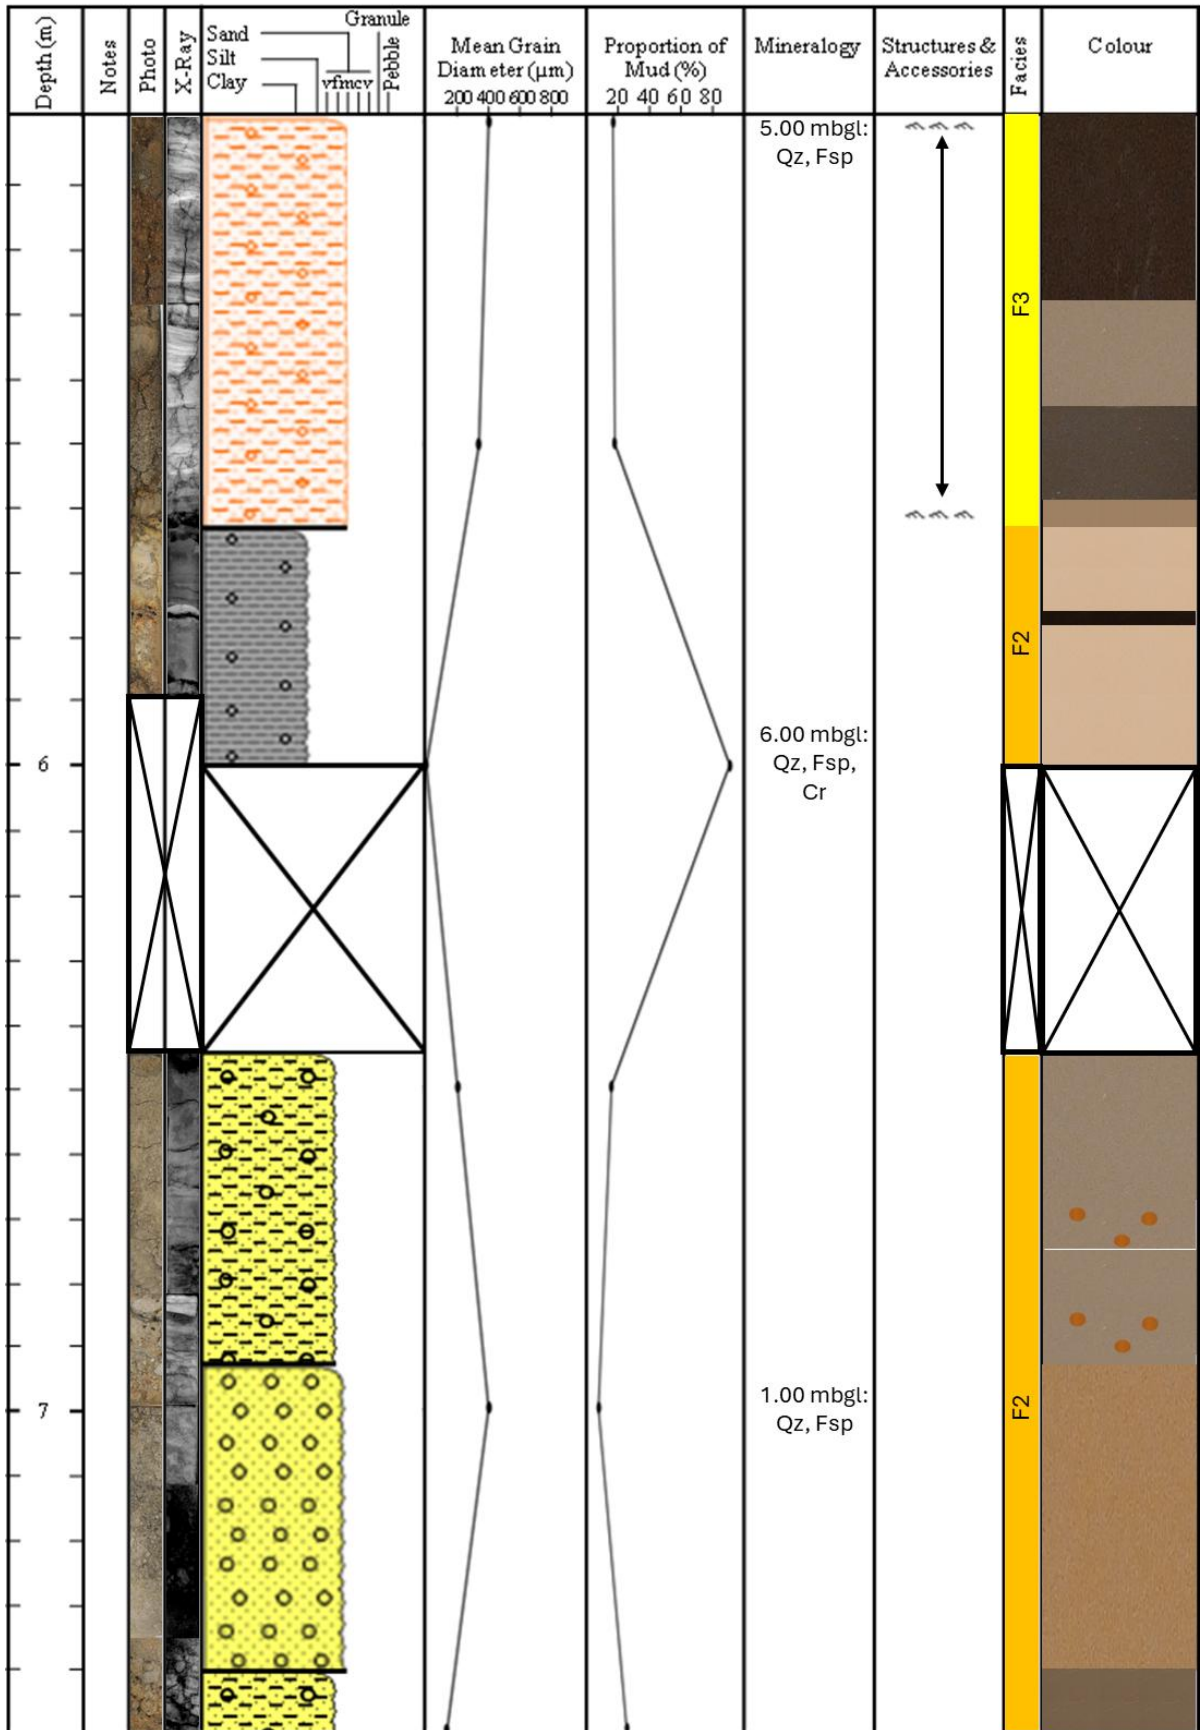 Depth (m)
Notes
Photo
X-Ray
Sand
Silt
Clay
vfmcv
Granule
Pebble
Mean Grain
Diameter (μm)
200 400 600 800
Proportion of
Mud (%)
20 40 60 80
Mineralogy
Structures &
Accessories
Facies
Colour
5.00 mbgl:
Qz, Fsp
F3
F2
6
6.00 mbgl:
Qz, Fsp,
Cr
7
1.00 mbgl:
Qz, Fsp
F2